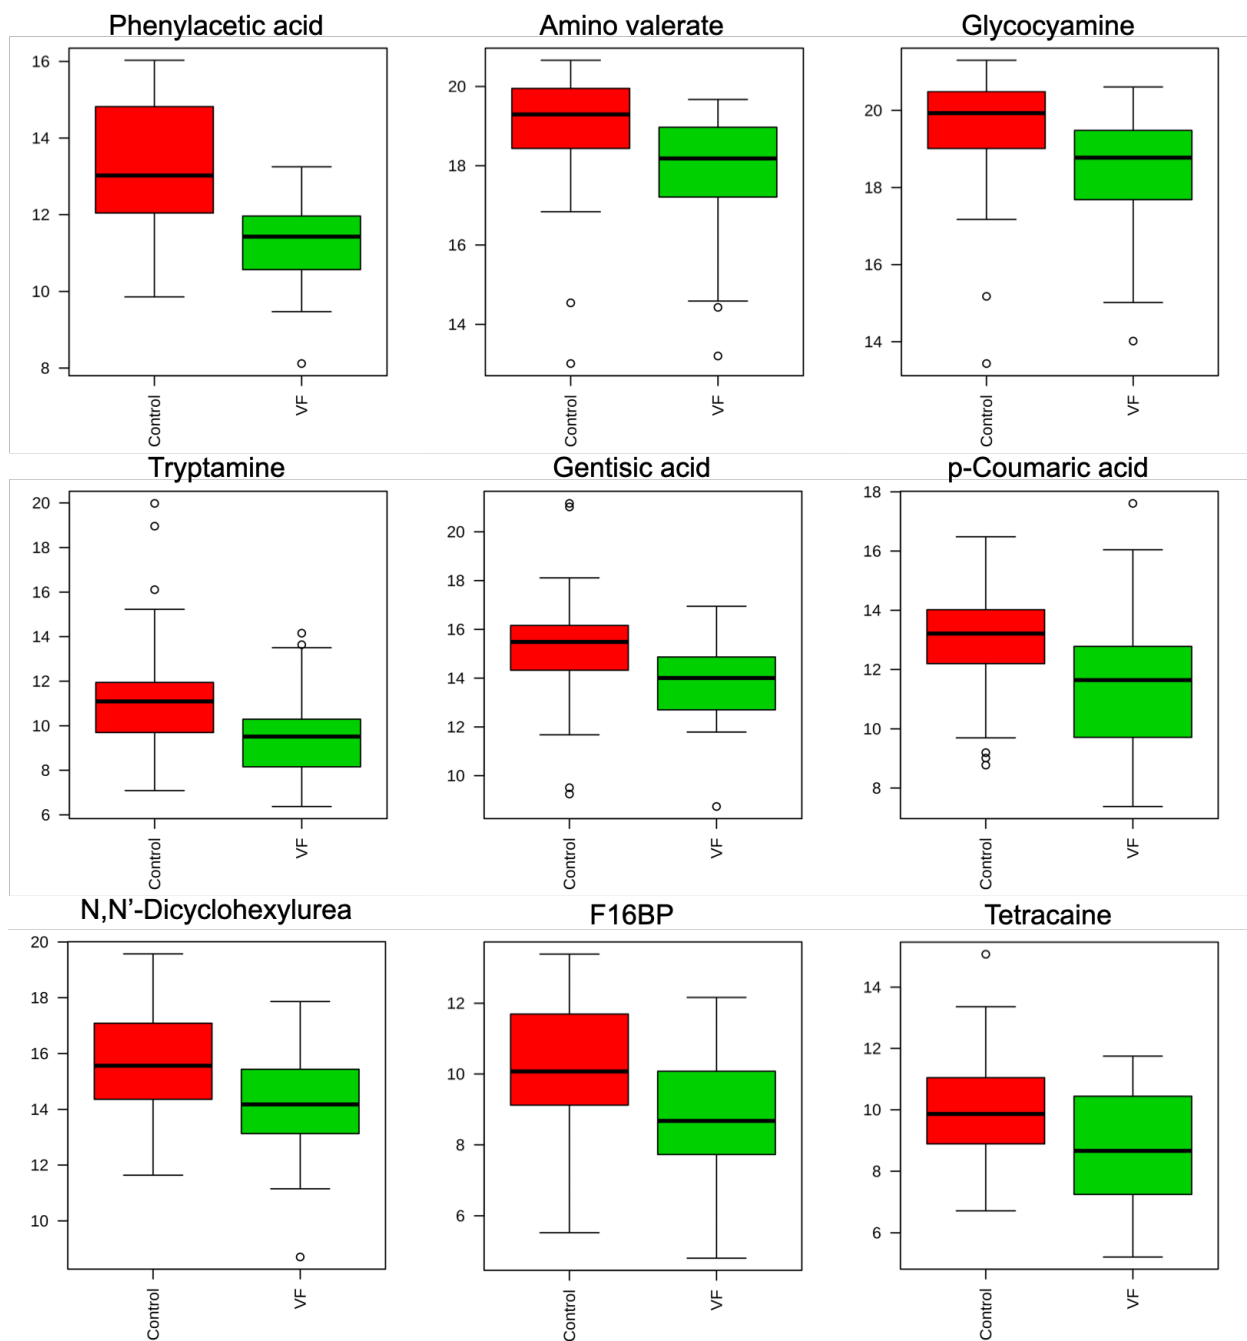 Phenylacetic acid
Amino valerate
Glycocyamine
16
14
12
10
8
Control
VF
20
18
16
14
Control
VF
20
18
16
14
Control
VF
Tryptamine
Gentisic acid
p-Coumaric acid
20
18
16
14
12
10
8
6
Control
VF
20
18
16
14
12
10
Control
VF
18
16
14
12
10
8
Control
VF
N,N’-Dicyclohexylurea
F16BP
Tetracaine
20
18
16
14
12
10
Control
VF
12
10
8
6
Control
VF
14
12
10
8
6
Control
VF